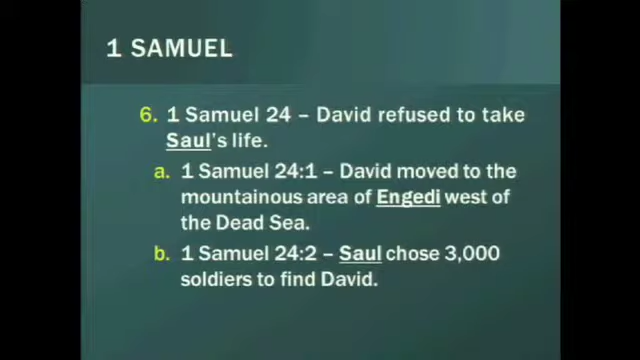 1 SAMUEL
6. 1 Samuel 24 – David refused to take
Saul's life.
a. 1 Samuel 24:1 – David moved to the
mountainous area of Engedi west of
the Dead Sea.
b. 1 Samuel 24:2 – Saul chose 3,000
soldiers to find David.